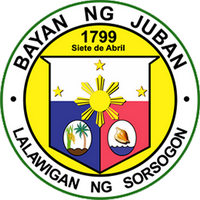 BAYAN NG JUBAN
1799
Siete de Abril
LALAWIGAN NG SORSOGON